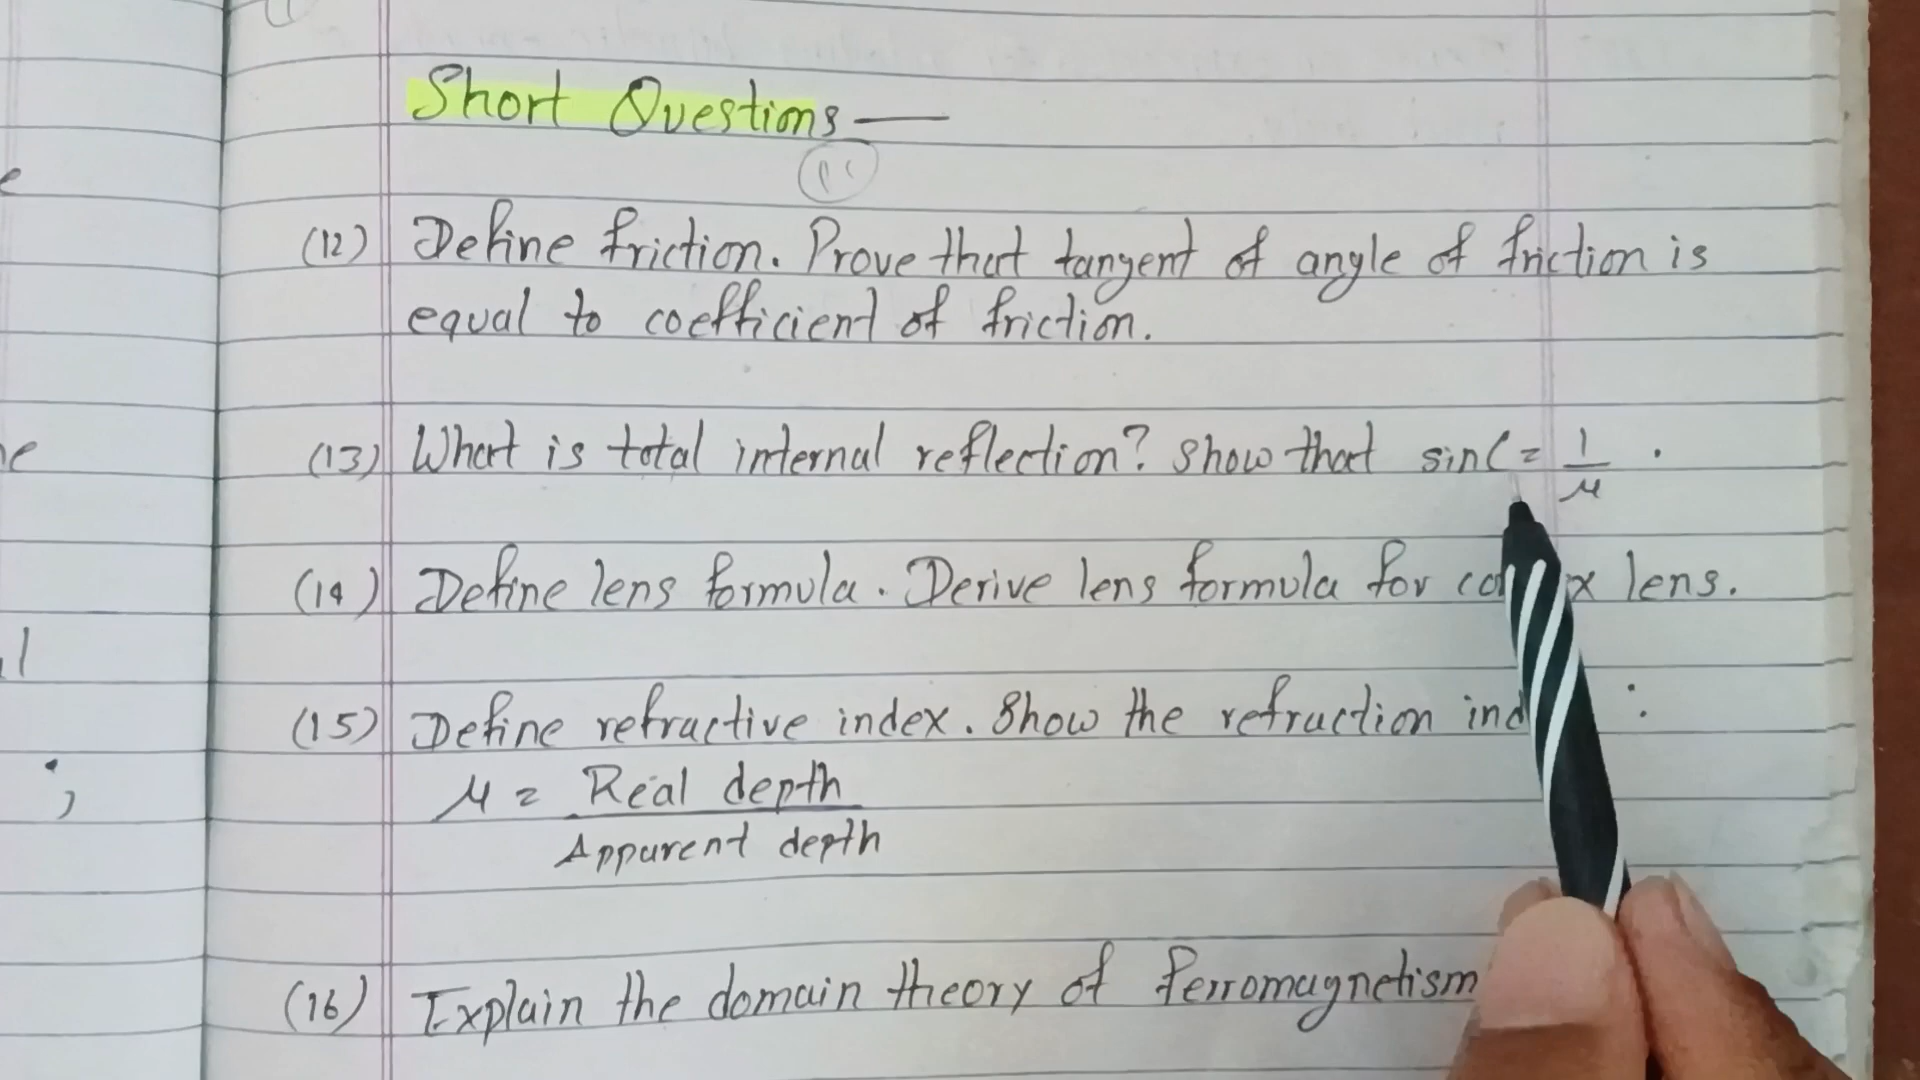 Short Questions —
(12) Define friction. Prove that tangent of angle of friction is
equal to coefficient of friction.
(13) What is total internal reflection? Show that sinC = 1/μ .
(14) Define lens formula. Derive lens formula for lens.
(15) Define refractive index. Show the refraction :
μ = Real depth
Apparent depth
(16) Explain the domain theory of ferromagnetism